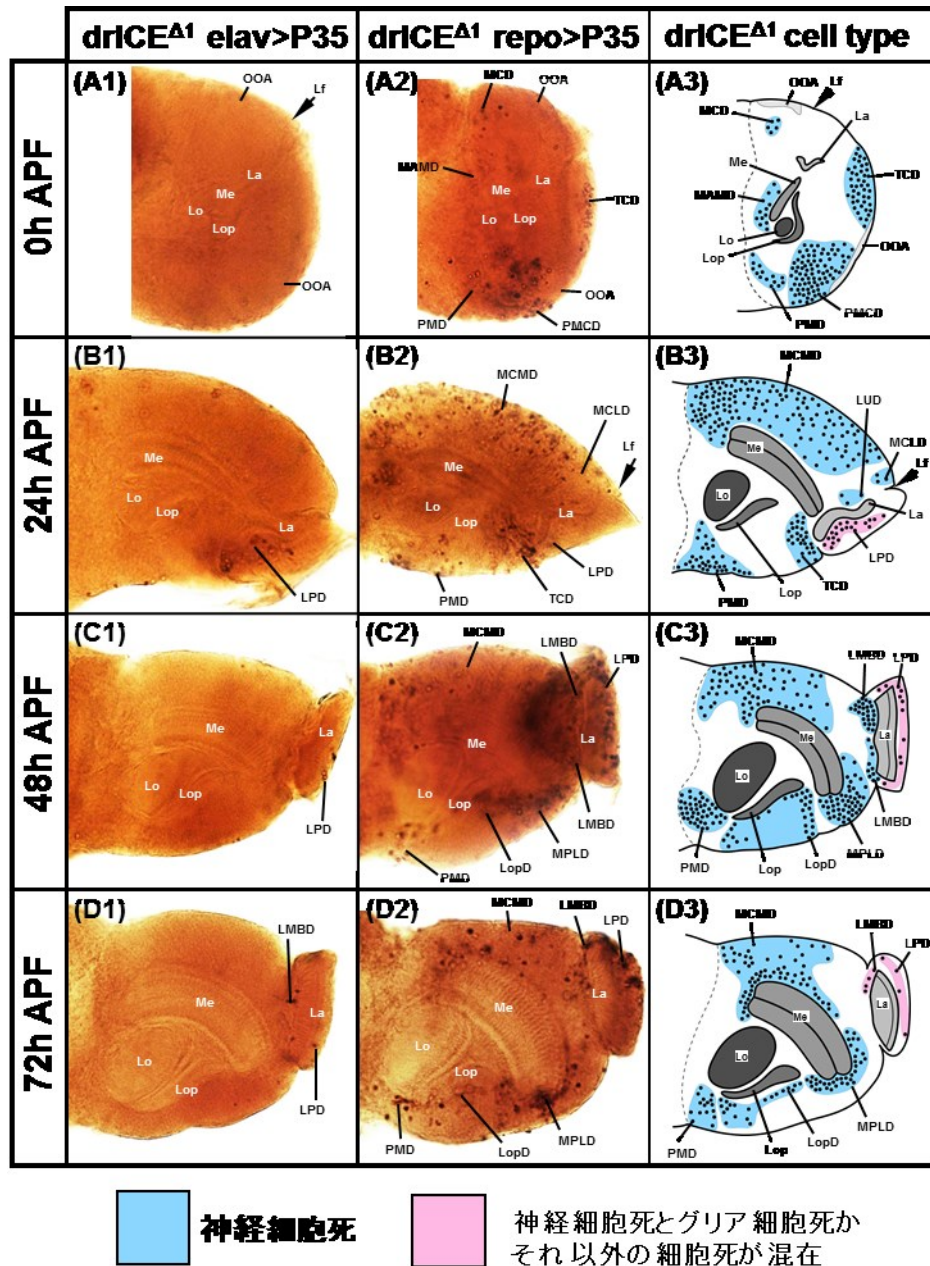 drICEΔ1 elav>P35
drICEΔ1 repo>P35
drICEΔ1 cell type
0h APF
(A1)
OOA
Lf
La
Me
Lo
Lop
OOA
(A2)
MCD
OOA
MAMD
La
Me
TCD
Lo
Lop
OOA
PMD
PMCD
(A3)
OOA
Lf
MCD
La
Me
TCD
MAMD
Lo
OOA
Lop
PMD
PMCD
24h APF
(B1)
Me
Lo
Lop
La
LPD
(B2)
MCMD
MCLD
Lf
Me
Lo
Lop
La
LPD
PMD
TCD
(B3)
MCMD
LUD
MCLD
Lf
Me
Lo
La
LPD
TCD
PMD
Lop
48h APF
(C1)
Me
La
Lo
Lop
LPD
(C2)
MCMD
LMBD
LPD
Me
La
Lo
Lop
LMBD
MPLD
LopD
PMD
(C3)
MCMD
LMBD
LPD
La
Me
Lo
LMBD
MPLD
PMD
Lop
LopD
72h APF
(D1)
LMBD
Me
La
Lo
Lop
LPD
(D2)
MCMD
LMBD
LPD
Me
La
Lo
Lop
PMD
LopD
MPLD
(D3)
MCMD
LMBD
LPD
La
Me
Lo
MPLD
PMD
Lop
LopD
神経細胞死
神経細胞死とグリア細胞死か
それ以外の細胞死が混在